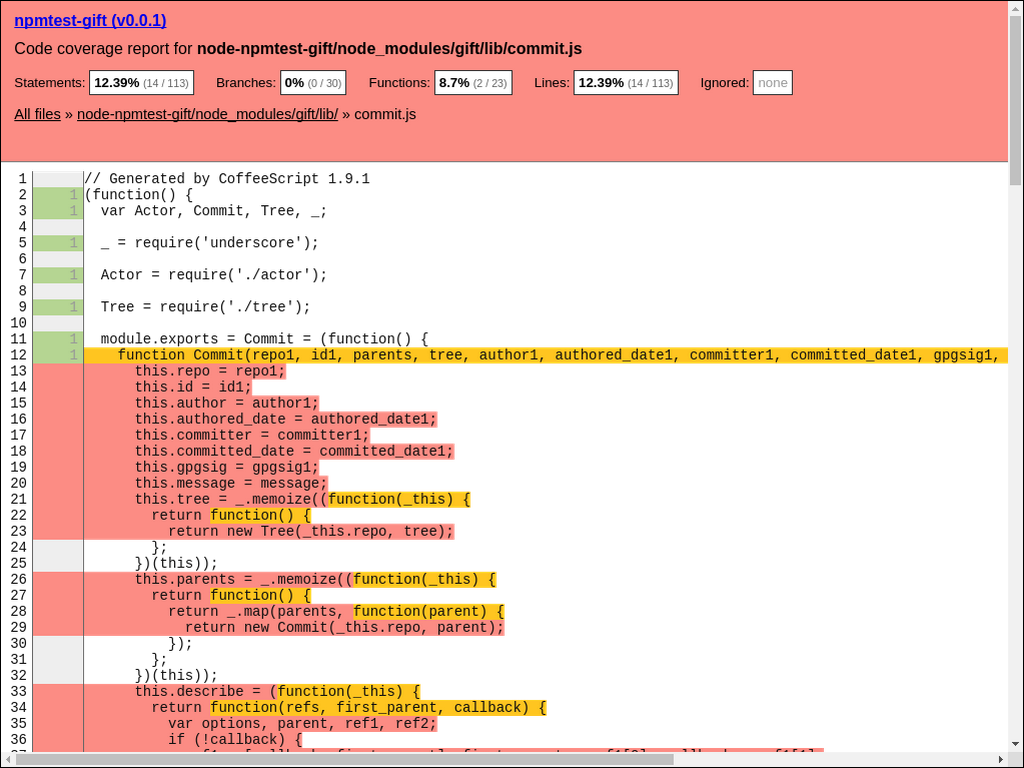 npmtest-gift (v0.0.1)
Code coverage report for node-npmtest-gift/node_modules/gift/lib/commit.js
Statements: 12.39% (14 / 113) Branches: 0% (0 / 30) Functions: 8.7% (2 / 23) Lines: 12.39% (14 / 113) Ignored: none
All files » node-npmtest-gift/node_modules/gift/lib/ » commit.js
1 // Generated by CoffeeScript 1.9.1
2 1 (function() {
3 1 var Actor, Commit, Tree, _;
4
5 1 _ = require('underscore');
6
7 1 Actor = require('./actor');
8
9 1 Tree = require('./tree');
10
11 1 module.exports = Commit = (function() {
12 1 function Commit(repo1, id1, parents, tree, author1, authored_date1, committer1, committed_date1, gpgsig1,
13 this.repo = repo1;
14 this.id = id1;
15 this.author = author1;
16 this.authored_date = authored_date1;
17 this.committer = committer1;
18 this.committed_date = committed_date1;
19 this.gpgsig = gpgsig1;
20 this.message = message;
21 this.tree = _.memoize((function(_this) {
22 return function() {
23 return new Tree(_this.repo, tree);
24 };
25 })(this));
26 this.parents = _.memoize((function(_this) {
27 return function() {
28 return _.map(parents, function(parent) {
29 return new Commit(_this.repo, parent);
30 });
31 };
32 })(this));
33 this.describe = (function(_this) {
34 return function(refs, first_parent, callback) {
35 var options, parent, ref1, ref2;
36 if (!callback) {